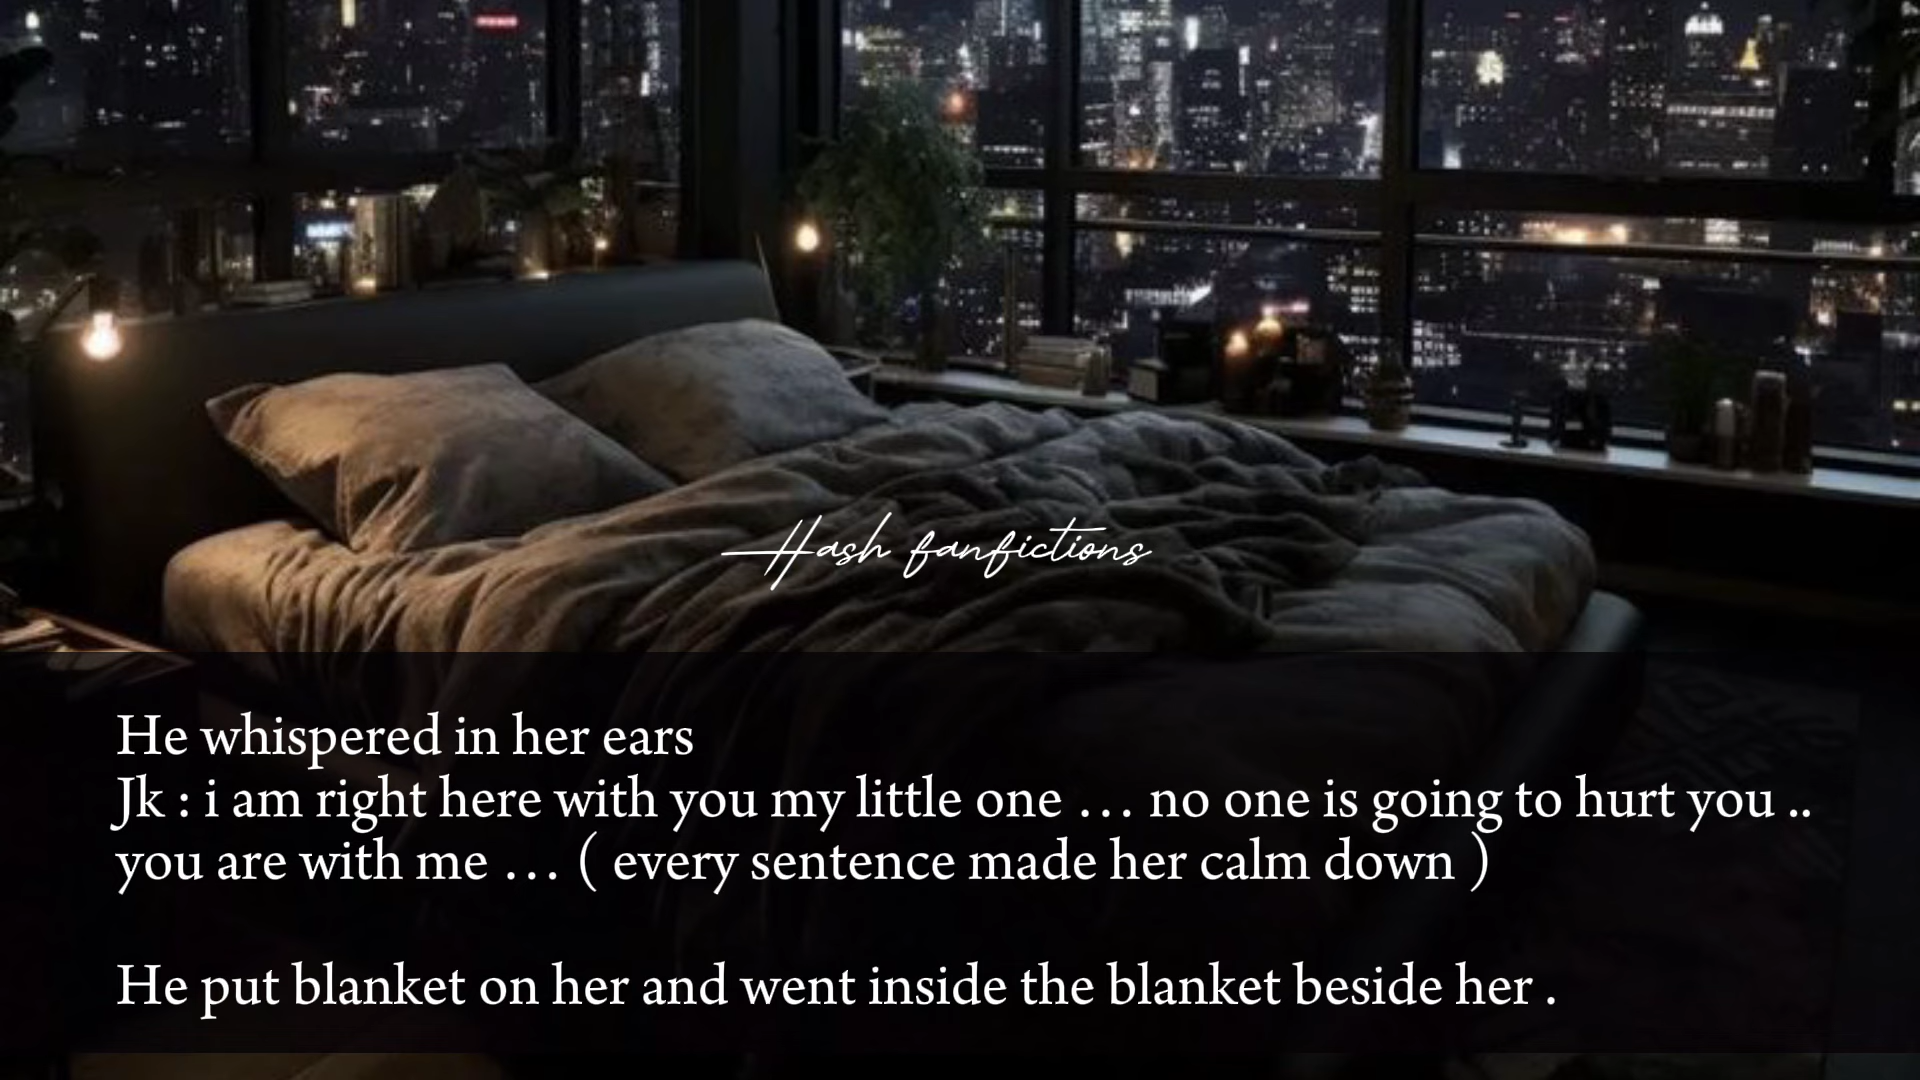 Hash fanfictions
He whispered in her ears
Jk : i am right here with you my little one … no one is going to hurt you ..
you are with me … ( every sentence made her calm down )
He put blanket on her and went inside the blanket beside her .